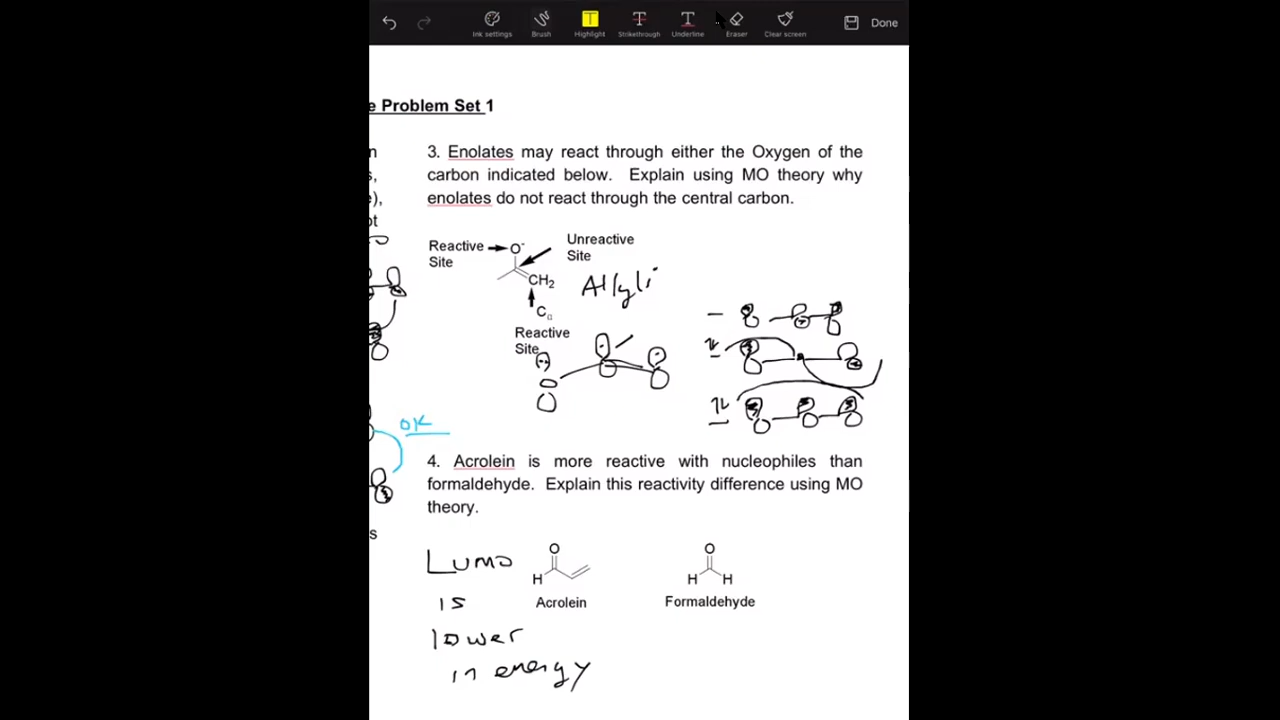 Ink settings
Brush
Highlight
Strikethrough
Underline
Eraser
Clear screen
Done
e Problem Set 1
n
s,
e),
ot
OK
s
3. Enolates may react through either the Oxygen of the
carbon indicated below. Explain using MO theory why
enolates do not react through the central carbon.
Reactive
Site
O-
Unreactive
Site
CH2
Allyli
Cα
Reactive
Site
4. Acrolein is more reactive with nucleophiles than
formaldehyde. Explain this reactivity difference using MO
theory.
LUMO
is
lower
in energy
O
H
Acrolein
O
H H
Formaldehyde